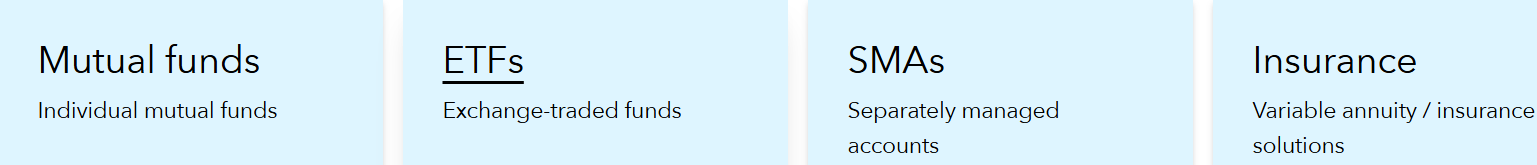 Mutual funds
Individual mutual funds
ETFs
Exchange-traded funds
SMAs
Separately managed
accounts
Insurance
Variable annuity / insurance
solutions